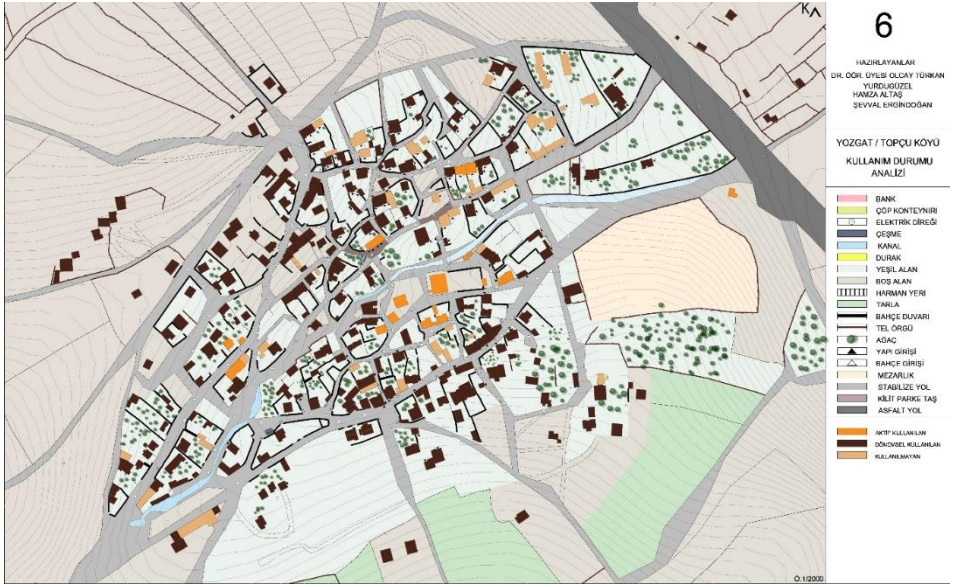 K
6
HAZIRLAYANLAR
DR. ÖĞR. ÜYESİ OLCAY TÜRKAN
YURDUGÜZEL
HAMZA ALTAŞ
ŞEVVAL ERGİNDOĞAN
YOZGAT / TOPÇU KÖYÜ
KULLANIM DURUMU
ANALİZİ
BANK
ÇÖP KONTEYNIRI
ELEKTRİK DİREĞİ
ÇEŞME
KANAL
DURAK
YEŞİL ALAN
BOŞ ALAN
HARMAN YERİ
TARLA
BAHÇE DUVARI
TEL ÖRGÜ
AĞAÇ
YAPI GİRİŞİ
BAHÇE GİRİŞİ
MEZARLIK
STABİLİZE YOL
KİLİT PARKE TAŞ
ASFALT YOL
AKTİF KULLANILAN
DÖNEMSEL KULLANILAN
KULLANILMAYAN
Ö:1/2000